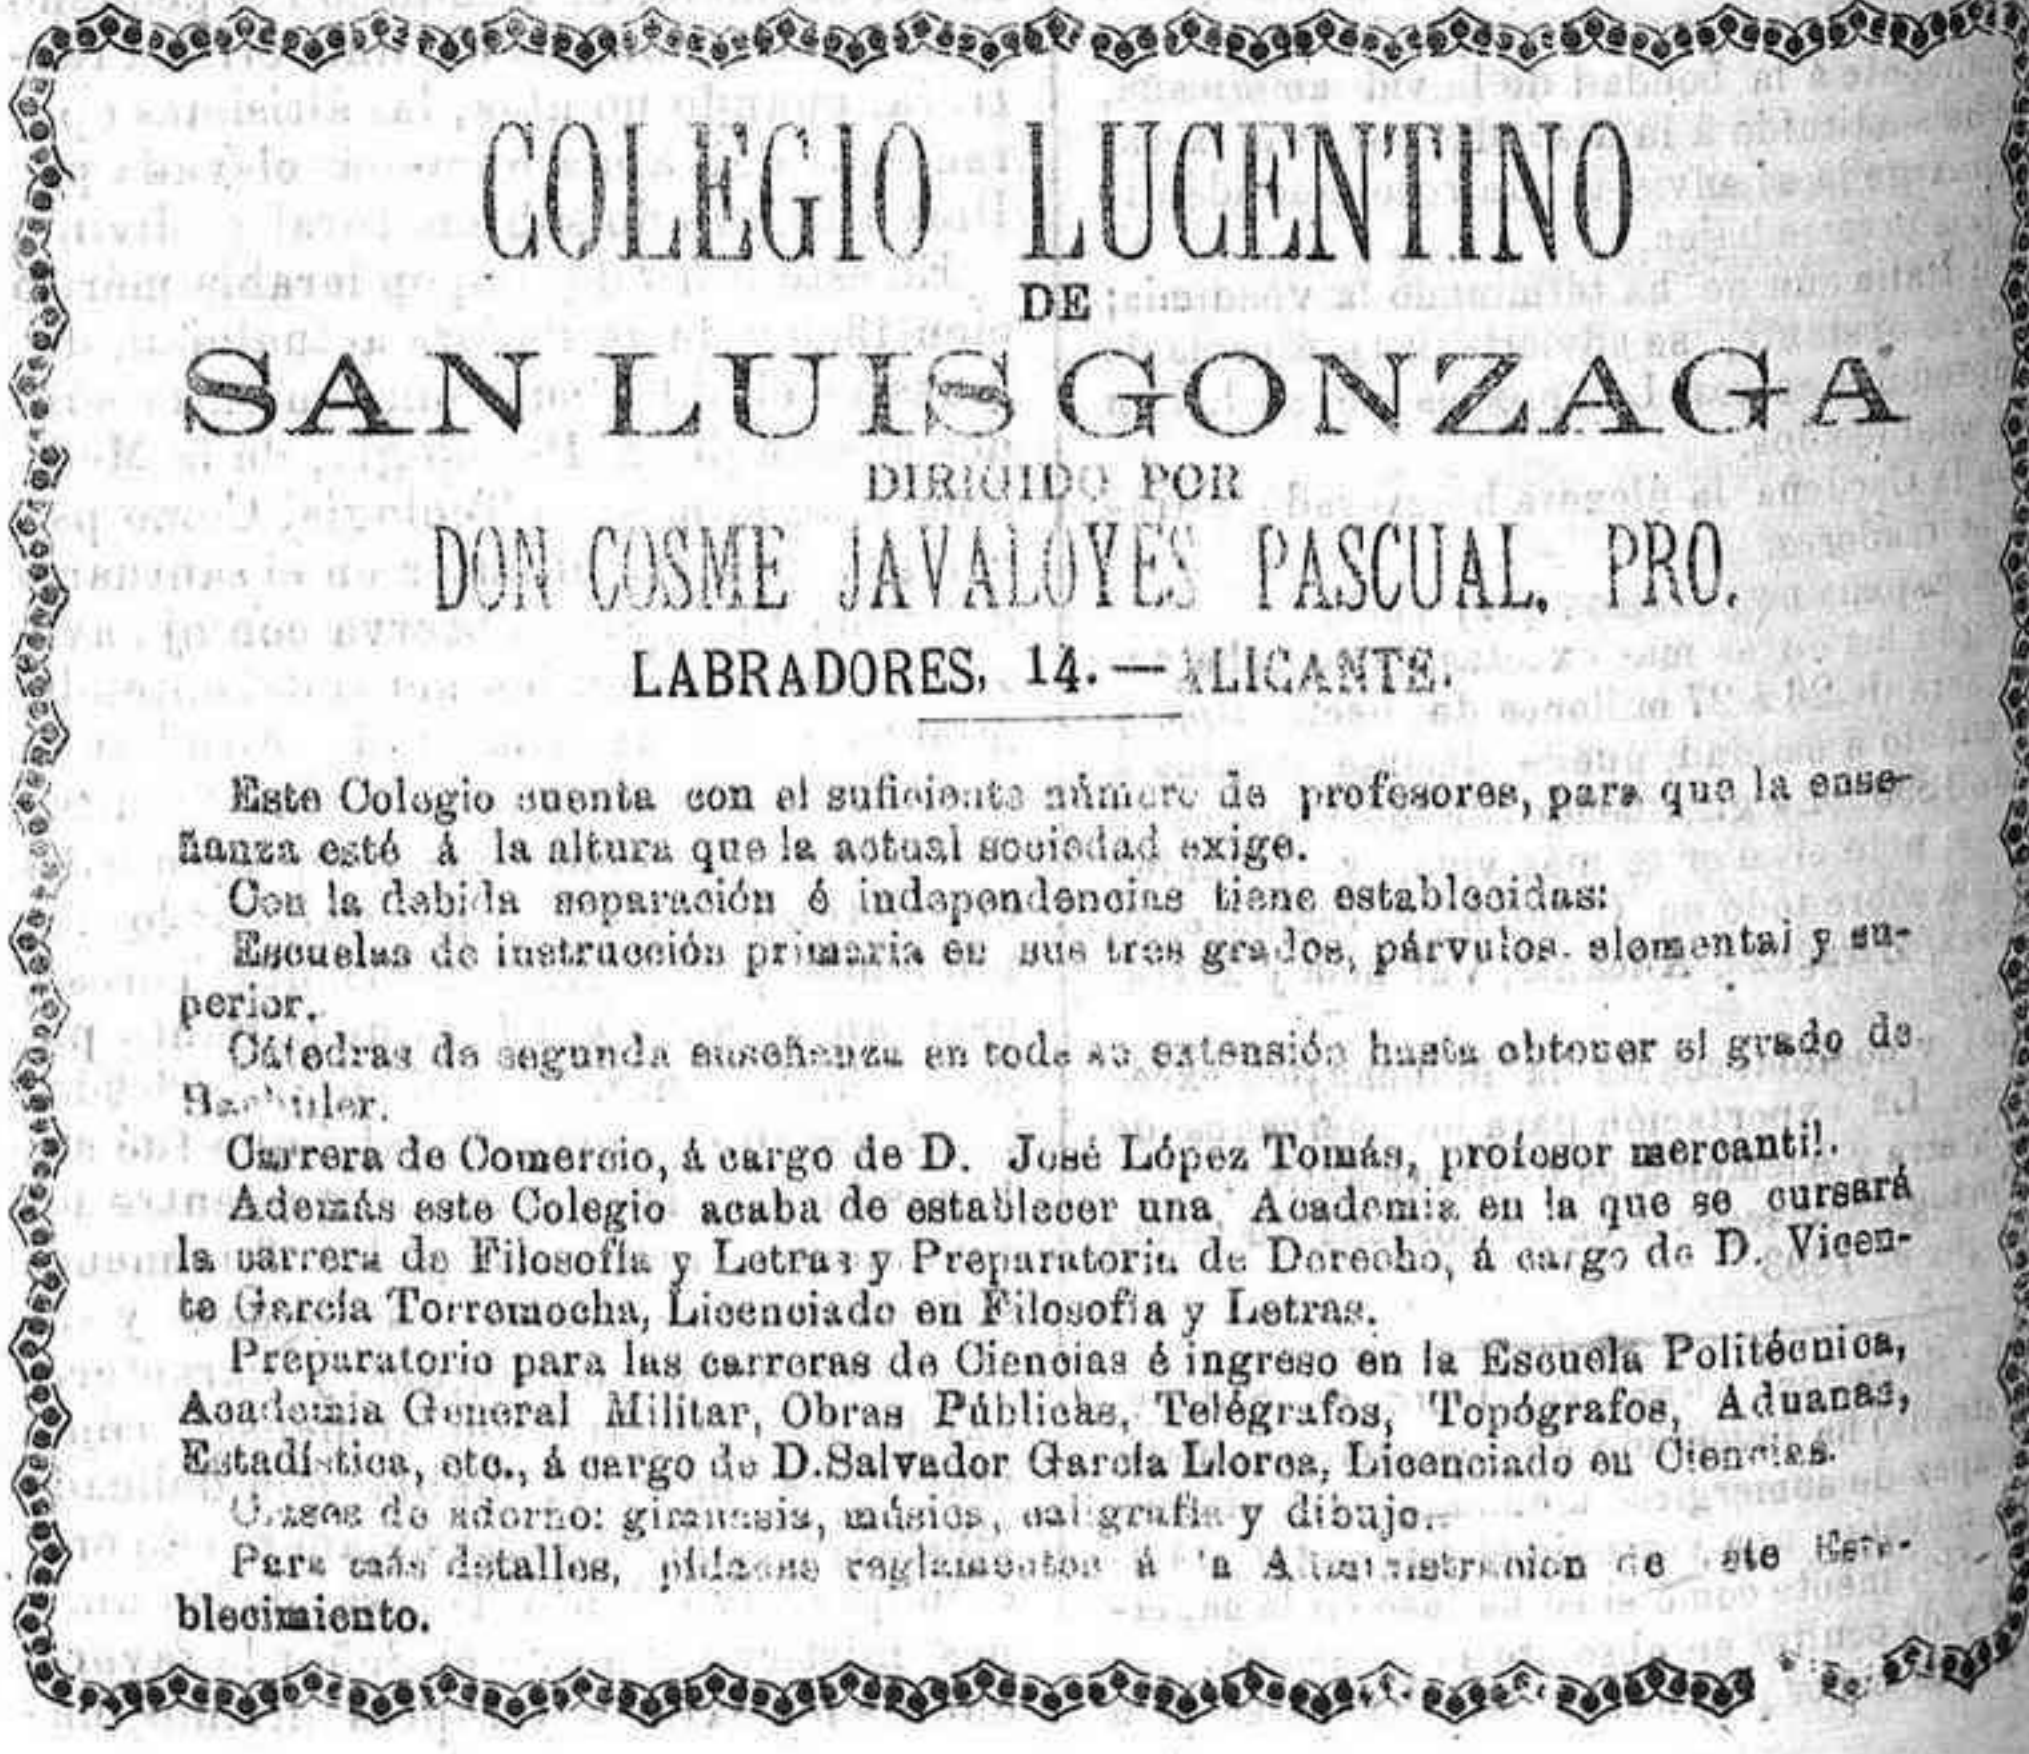 COLEGIO LUCENTINO
DE
SAN LUIS GONZAGA
DIRIGIDO POR
DON COSME JAVALOYES PASCUAL, PRO.
LABRADORES, 14.—ALICANTE.
Este Colegio cuenta con el suficiente número de profesores, para que la ense-
ñanza esté á la altura que la actual sociedad exige.
Con la debida separación é independencias tiene establecidas:
Escuelas de instrucción primaria en sus tres grados, párvulos. elemental y su-
perior.
Cátedras de segunda enseñanza en toda su extensión hasta obtener el grado de
Bachiller.
Carrera de Comercio, á cargo de D. José López Tomás, profesor mercantil.
Además este Colegio acaba de establecer una Academia en la que se cursará
la carrera de Filosofía y Letras y Preparatoria de Derecho, á cargo de D. Vicen-
te García Torremocha, Licenciado en Filosofía y Letras.
Preparatorio para las carreras de Ciencias é ingreso en la Escuela Politécnica,
Academia General Militar, Obras Públicas, Telégrafos, Topógrafos, Aduanas,
Estadística, etc., á cargo de D. Salvador García Llorca, Licenciado en Ciencias.
Clases de adorno: gimnasia, música, caligrafía y dibujo.
Para más detalles, pídanse reglamentos á la Administración de este Esta-
blecimiento.